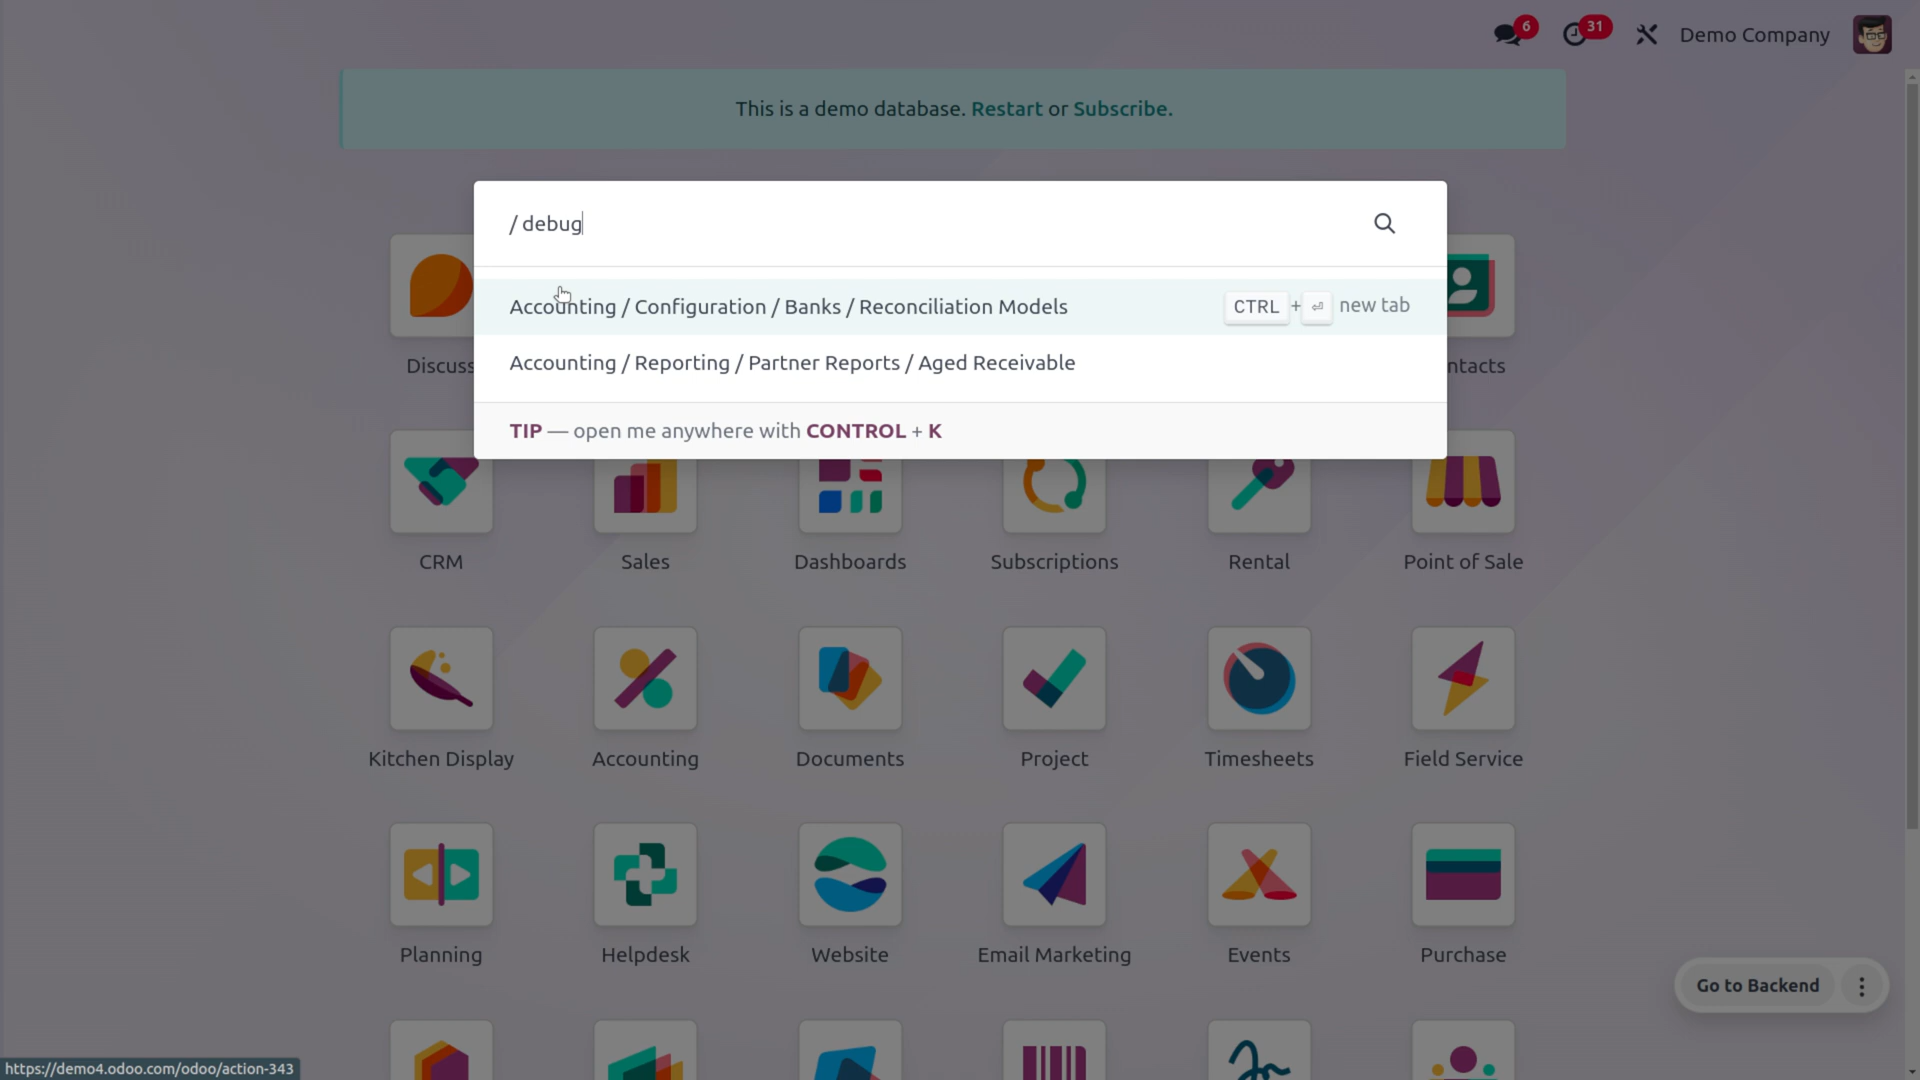 6
31
Demo Company
This is a demo database. Restart or Subscribe.
/ debug
Accounting / Configuration / Banks / Reconciliation Models
CTRL + ⏎ new tab
Accounting / Reporting / Partner Reports / Aged Receivable
TIP — open me anywhere with CONTROL + K
Discuss
ntacts
CRM
Sales
Dashboards
Subscriptions
Rental
Point of Sale
Kitchen Display
Accounting
Documents
Project
Timesheets
Field Service
Planning
Helpdesk
Website
Email Marketing
Events
Purchase
Go to Backend
https://demo4.odoo.com/odoo/action-343